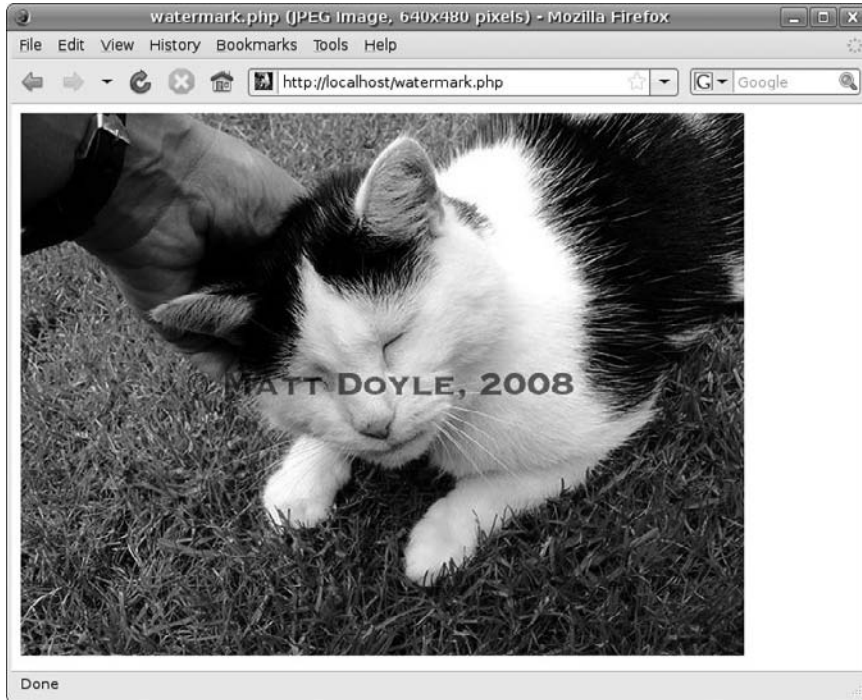 watermark.php (JPEG Image, 640x480 pixels) - Mozilla Firefox
File Edit View History Bookmarks Tools Help
http://localhost/watermark.php
G Google
© MATT DOYLE, 2008
Done